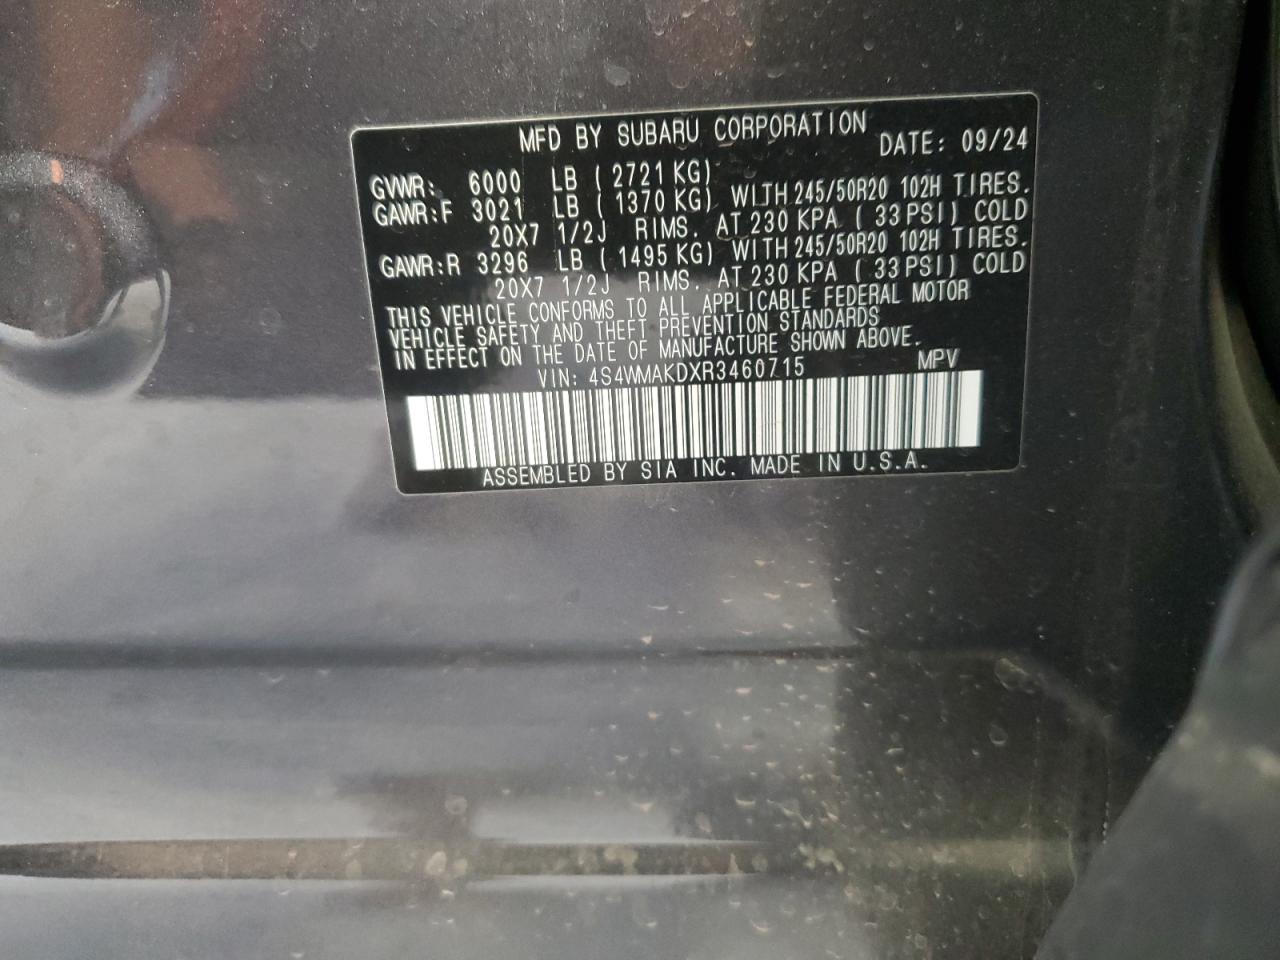 MFD BY SUBARU CORPORATION DATE: 09/24
GVWR: 6000 LB (2721 KG)
GAWR:F 3021 LB (1370 KG) WITH 245/50R20 102H TIRES.
20X7 1/2J RIMS. AT 230 KPA (33PSI) COLD
GAWR:R 3296 LB (1495 KG) WITH 245/50R20 102H TIRES.
20X7 1/2J RIMS. AT 230 KPA (33PSI) COLD
THIS VEHICLE CONFORMS TO ALL APPLICABLE FEDERAL MOTOR
VEHICLE SAFETY AND THEFT PREVENTION STANDARDS
IN EFFECT ON THE DATE OF MANUFACTURE SHOWN ABOVE.
VIN: 4S4WMAKDXR3460715 MPV
ASSEMBLED BY SIA INC. MADE IN U.S.A.